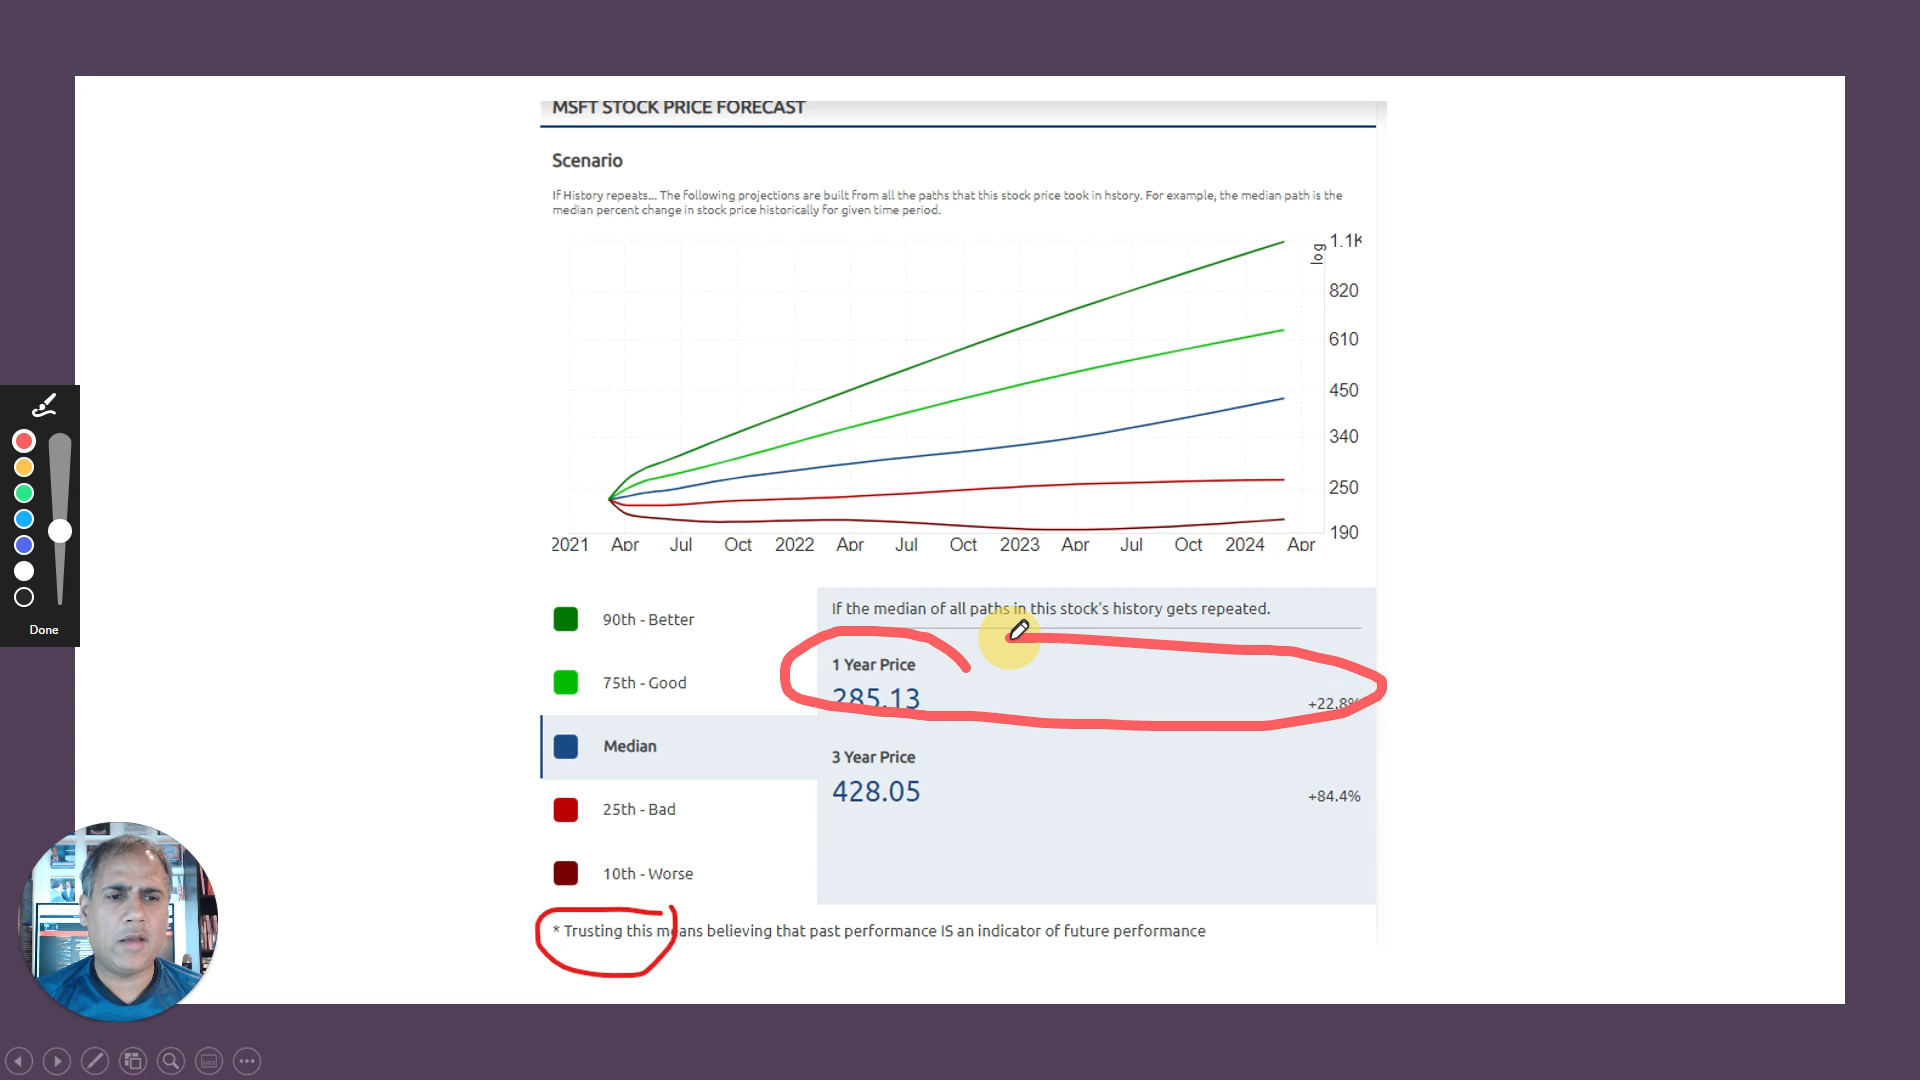 MSFT STOCK PRICE FORECAST
Scenario
If History repeats... The following projections are built from all the paths that this stock price took in hstory. For example, the median path is the
median percent change in stock price historically for given time period.
log
1.1K
820
610
450
340
250
190
2021 Apr Jul Oct 2022 Apr Jul Oct 2023 Apr Jul Oct 2024 Apr
90th - Better
75th - Good
Median
25th - Bad
10th - Worse
If the median of all paths in this stock's history gets repeated.
1 Year Price
285.13
+22.8%
3 Year Price
428.05
+84.4%
* Trusting this means believing that past performance IS an indicator of future performance
Done